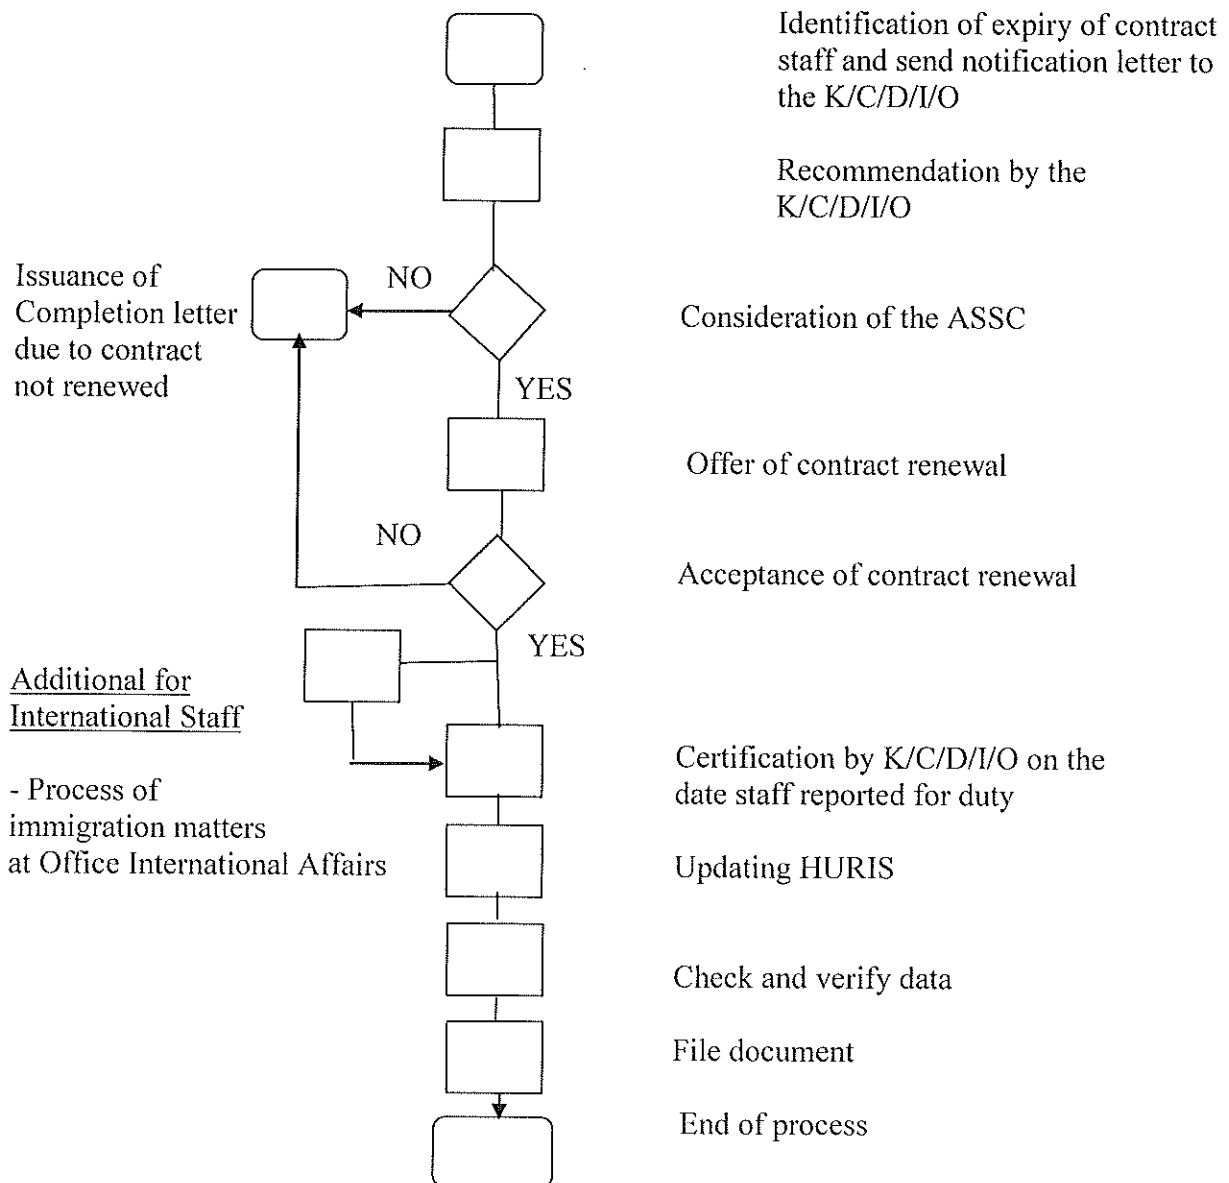 Identification of expiry of contract
staff and send notification letter to
the K/C/D/I/O
Recommendation by the
K/C/D/I/O
Issuance of
Completion letter
due to contract
not renewed
NO
Consideration of the ASSC
YES
Offer of contract renewal
NO
Acceptance of contract renewal
YES
Additional for
International Staff
- Process of
immigration matters
at Office International Affairs
Certification by K/C/D/I/O on the
date staff reported for duty
Updating HURIS
Check and verify data
File document
End of process